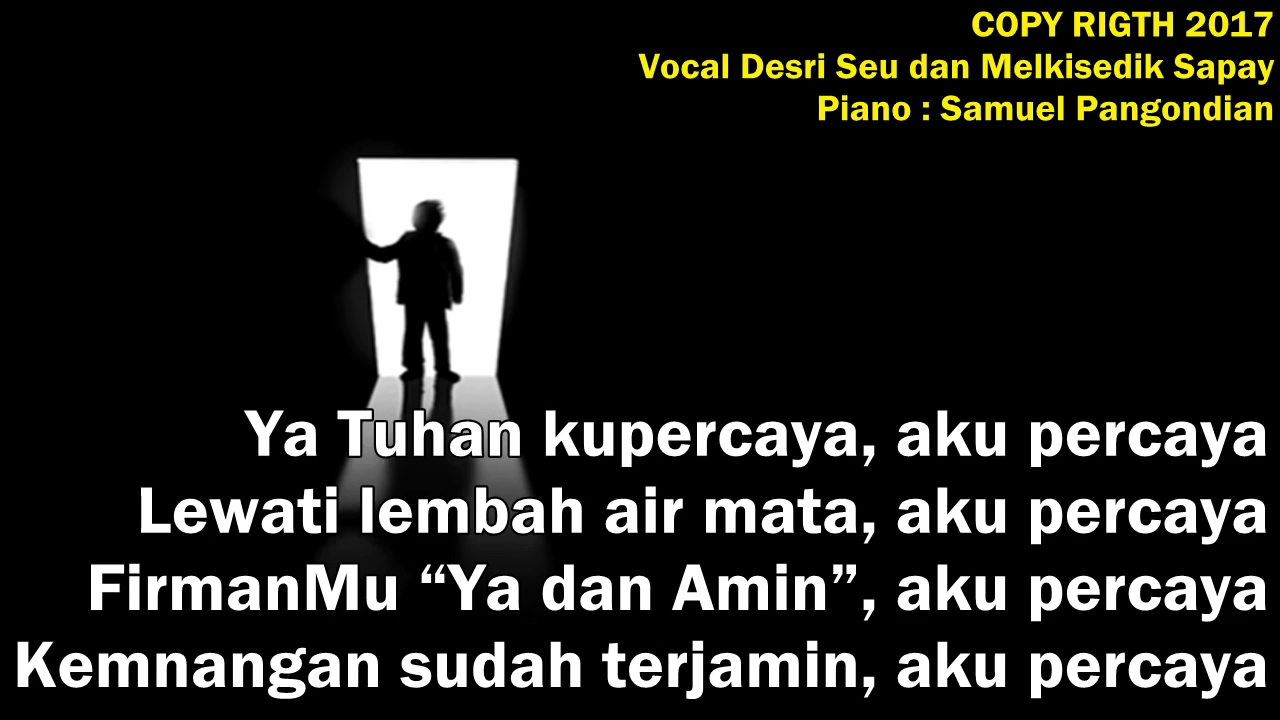 COPY RIGTH 2017
Vocal Desri Seu dan Melkisedik Sapay
Piano : Samuel Pangondian
Ya Tuhan kupercaya, aku percaya
Lewati lembah air mata, aku percaya
FirmanMu “Ya dan Amin”, aku percaya
Kemnangan sudah terjamin, aku percaya